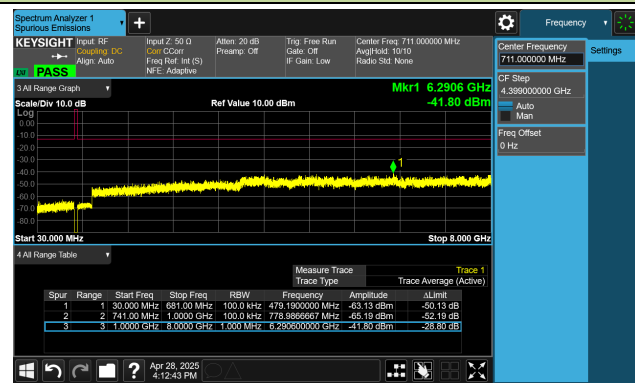 Spectrum Analyzer 1
Spurious Emissions
Frequency
KEYSIGHT Input: RF Input Z: 50 Ω Atten: 20 dB Trig: Free Run Center Freq: 711.000000 MHz
Coupling: DC Corr CCorr Preamp: Off Gate: Off Avg|Hold: 10/10
Align: Auto Freq Ref: Int (S) IF Gain: Low Radio Std: None
NFE: Adaptive
LXI PASS
Center Frequency
711.000000 MHz
Settings
CF Step
4.399000000 GHz
Auto
Man
Freq Offset
0 Hz
3 All Range Graph
Mkr1 6.2906 GHz
Scale/Div 10.0 dB Ref Value 10.00 dBm -41.80 dBm
Log
0.00
-10.0
-20.0
-30.0
-40.0
-50.0
-60.0
-70.0
-80.0
1
Start 30.000 MHz Stop 8.000 GHz
4 All Range Table
Measure Trace Trace 1
Trace Type Trace Average (Active)
Spur Range Start Freq Stop Freq RBW Frequency Amplitude ΔLimit
1 1 30.000 MHz 681.00 MHz 100.0 kHz 479.1900000 MHz -63.13 dBm -50.13 dB
2 2 741.00 MHz 1.0000 GHz 100.0 kHz 778.9866667 MHz -65.19 dBm -52.19 dB
3 3 1.0000 GHz 8.0000 GHz 1.000 MHz 6.290600000 GHz -41.80 dBm -28.80 dB
Apr 28, 2025
4:12:43 PM